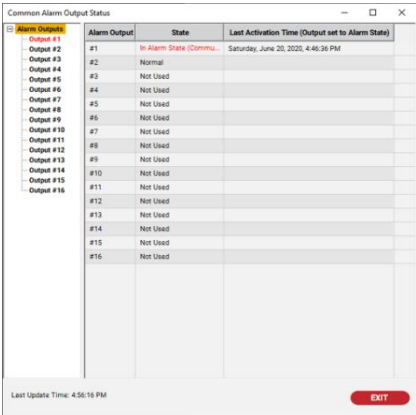 Common Alarm Output Status
Alarm Outputs
Output #1
Output #2
Output #3
Output #4
Output #5
Output #6
Output #7
Output #8
Output #9
Output #10
Output #11
Output #12
Output #13
Output #14
Output #15
Output #16
Alarm Output State Last Activation Time (Output set to Alarm State)
#1 In Alarm State (Commu... Saturday, June 20, 2020, 4:46:36 PM
#2 Normal
#3 Not Used
#4 Not Used
#5 Not Used
#6 Not Used
#7 Not Used
#8 Not Used
#9 Not Used
#10 Not Used
#11 Not Used
#12 Not Used
#13 Not Used
#14 Not Used
#15 Not Used
#16 Not Used
Last Update Time: 4:56:16 PM
EXIT